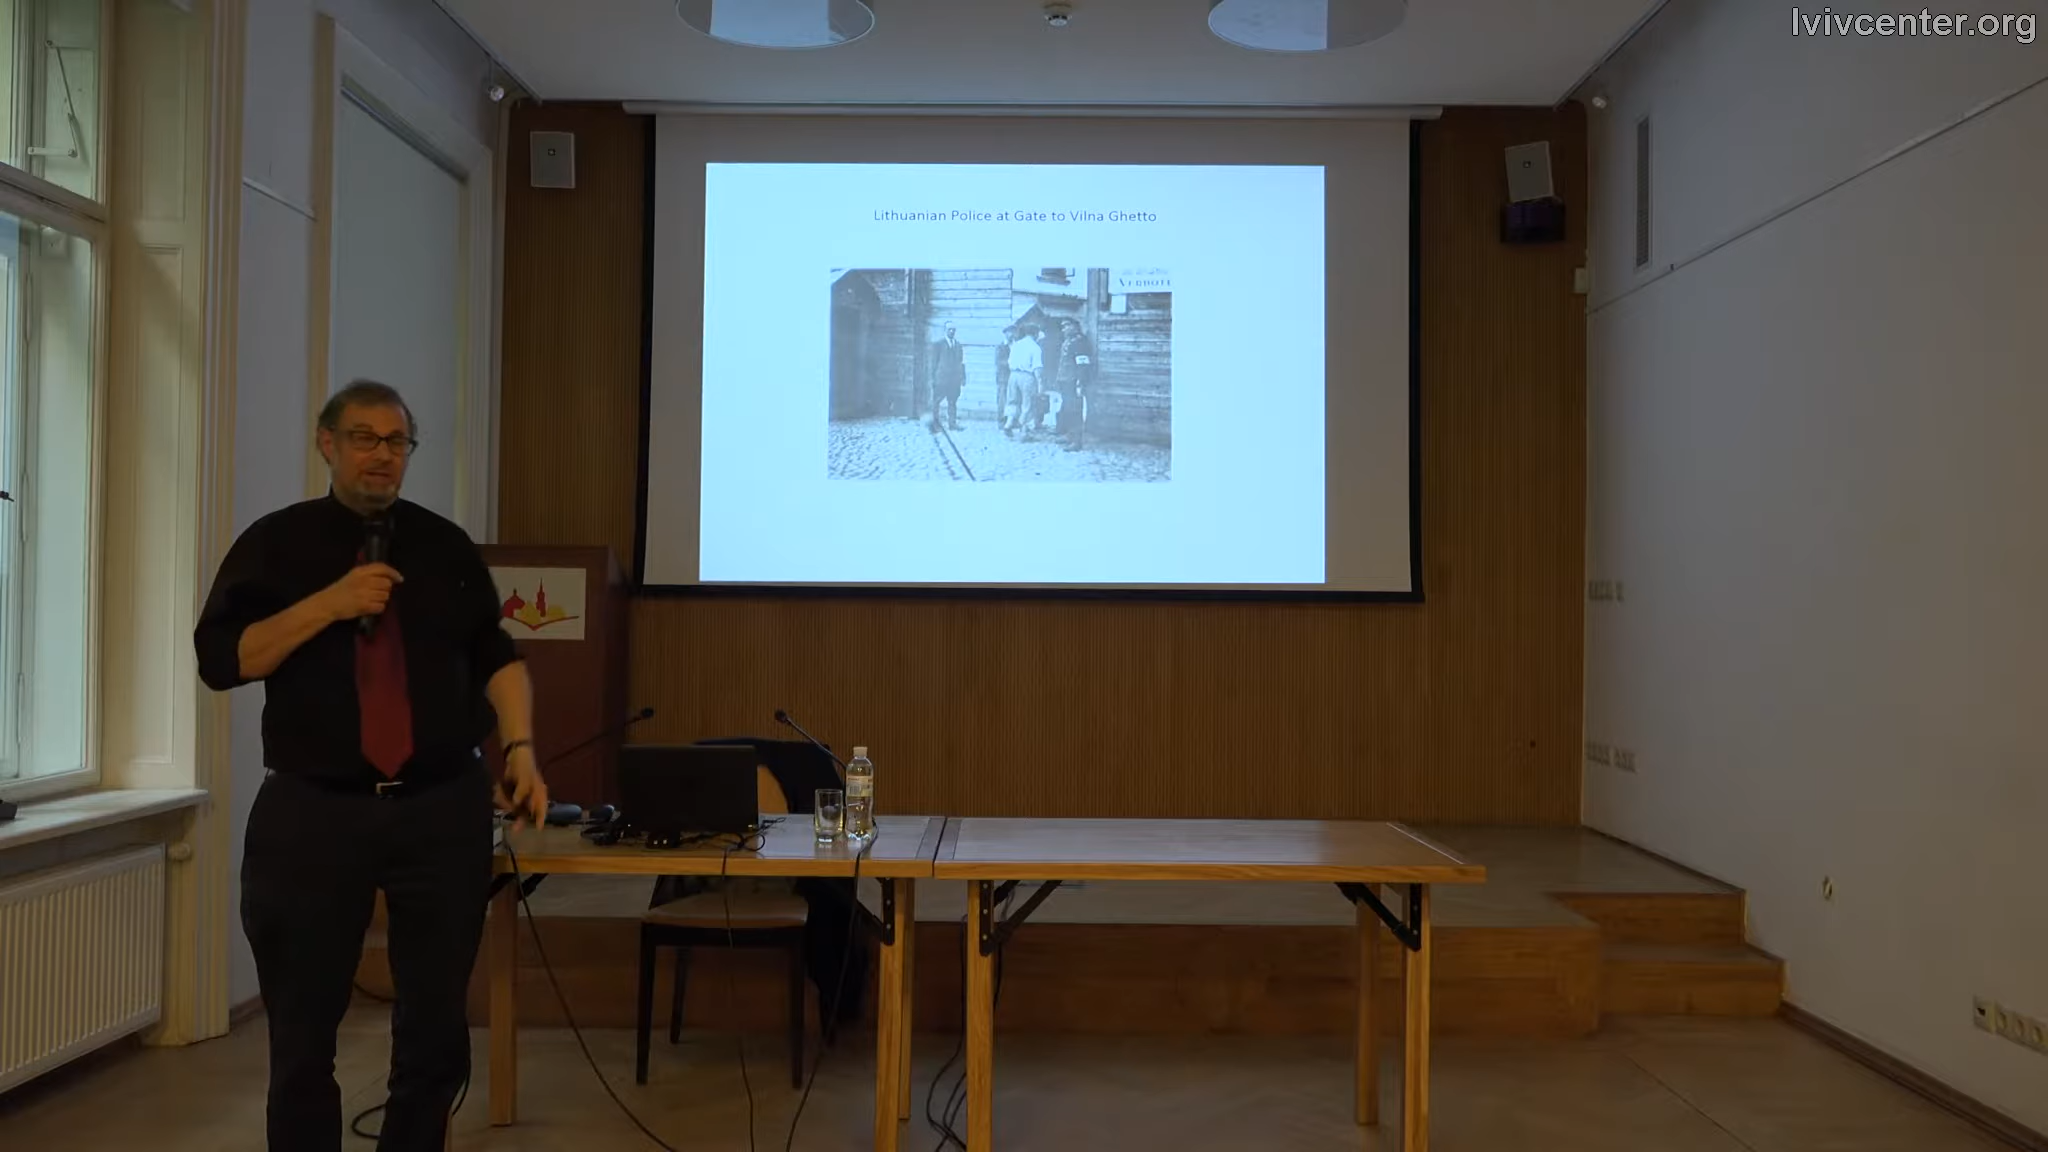 lvivcenter.org
Lithuanian Police at Gate to Vilna Ghetto